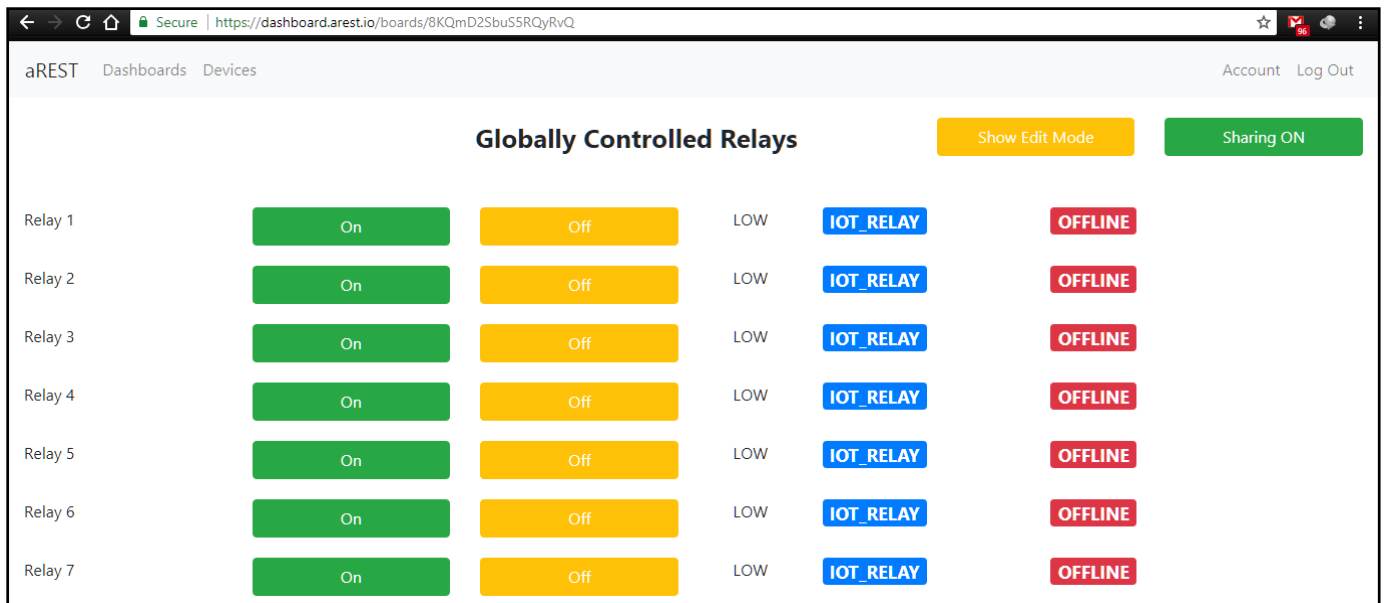 Secure | https://dashboard.arest.io/boards/8KQmD2SbuS5RQyRvQ
96
aREST Dashboards Devices Account Log Out
Globally Controlled Relays Show Edit Mode Sharing ON
Relay 1 On Off LOW IOT_RELAY OFFLINE
Relay 2 On Off LOW IOT_RELAY OFFLINE
Relay 3 On Off LOW IOT_RELAY OFFLINE
Relay 4 On Off LOW IOT_RELAY OFFLINE
Relay 5 On Off LOW IOT_RELAY OFFLINE
Relay 6 On Off LOW IOT_RELAY OFFLINE
Relay 7 On Off LOW IOT_RELAY OFFLINE